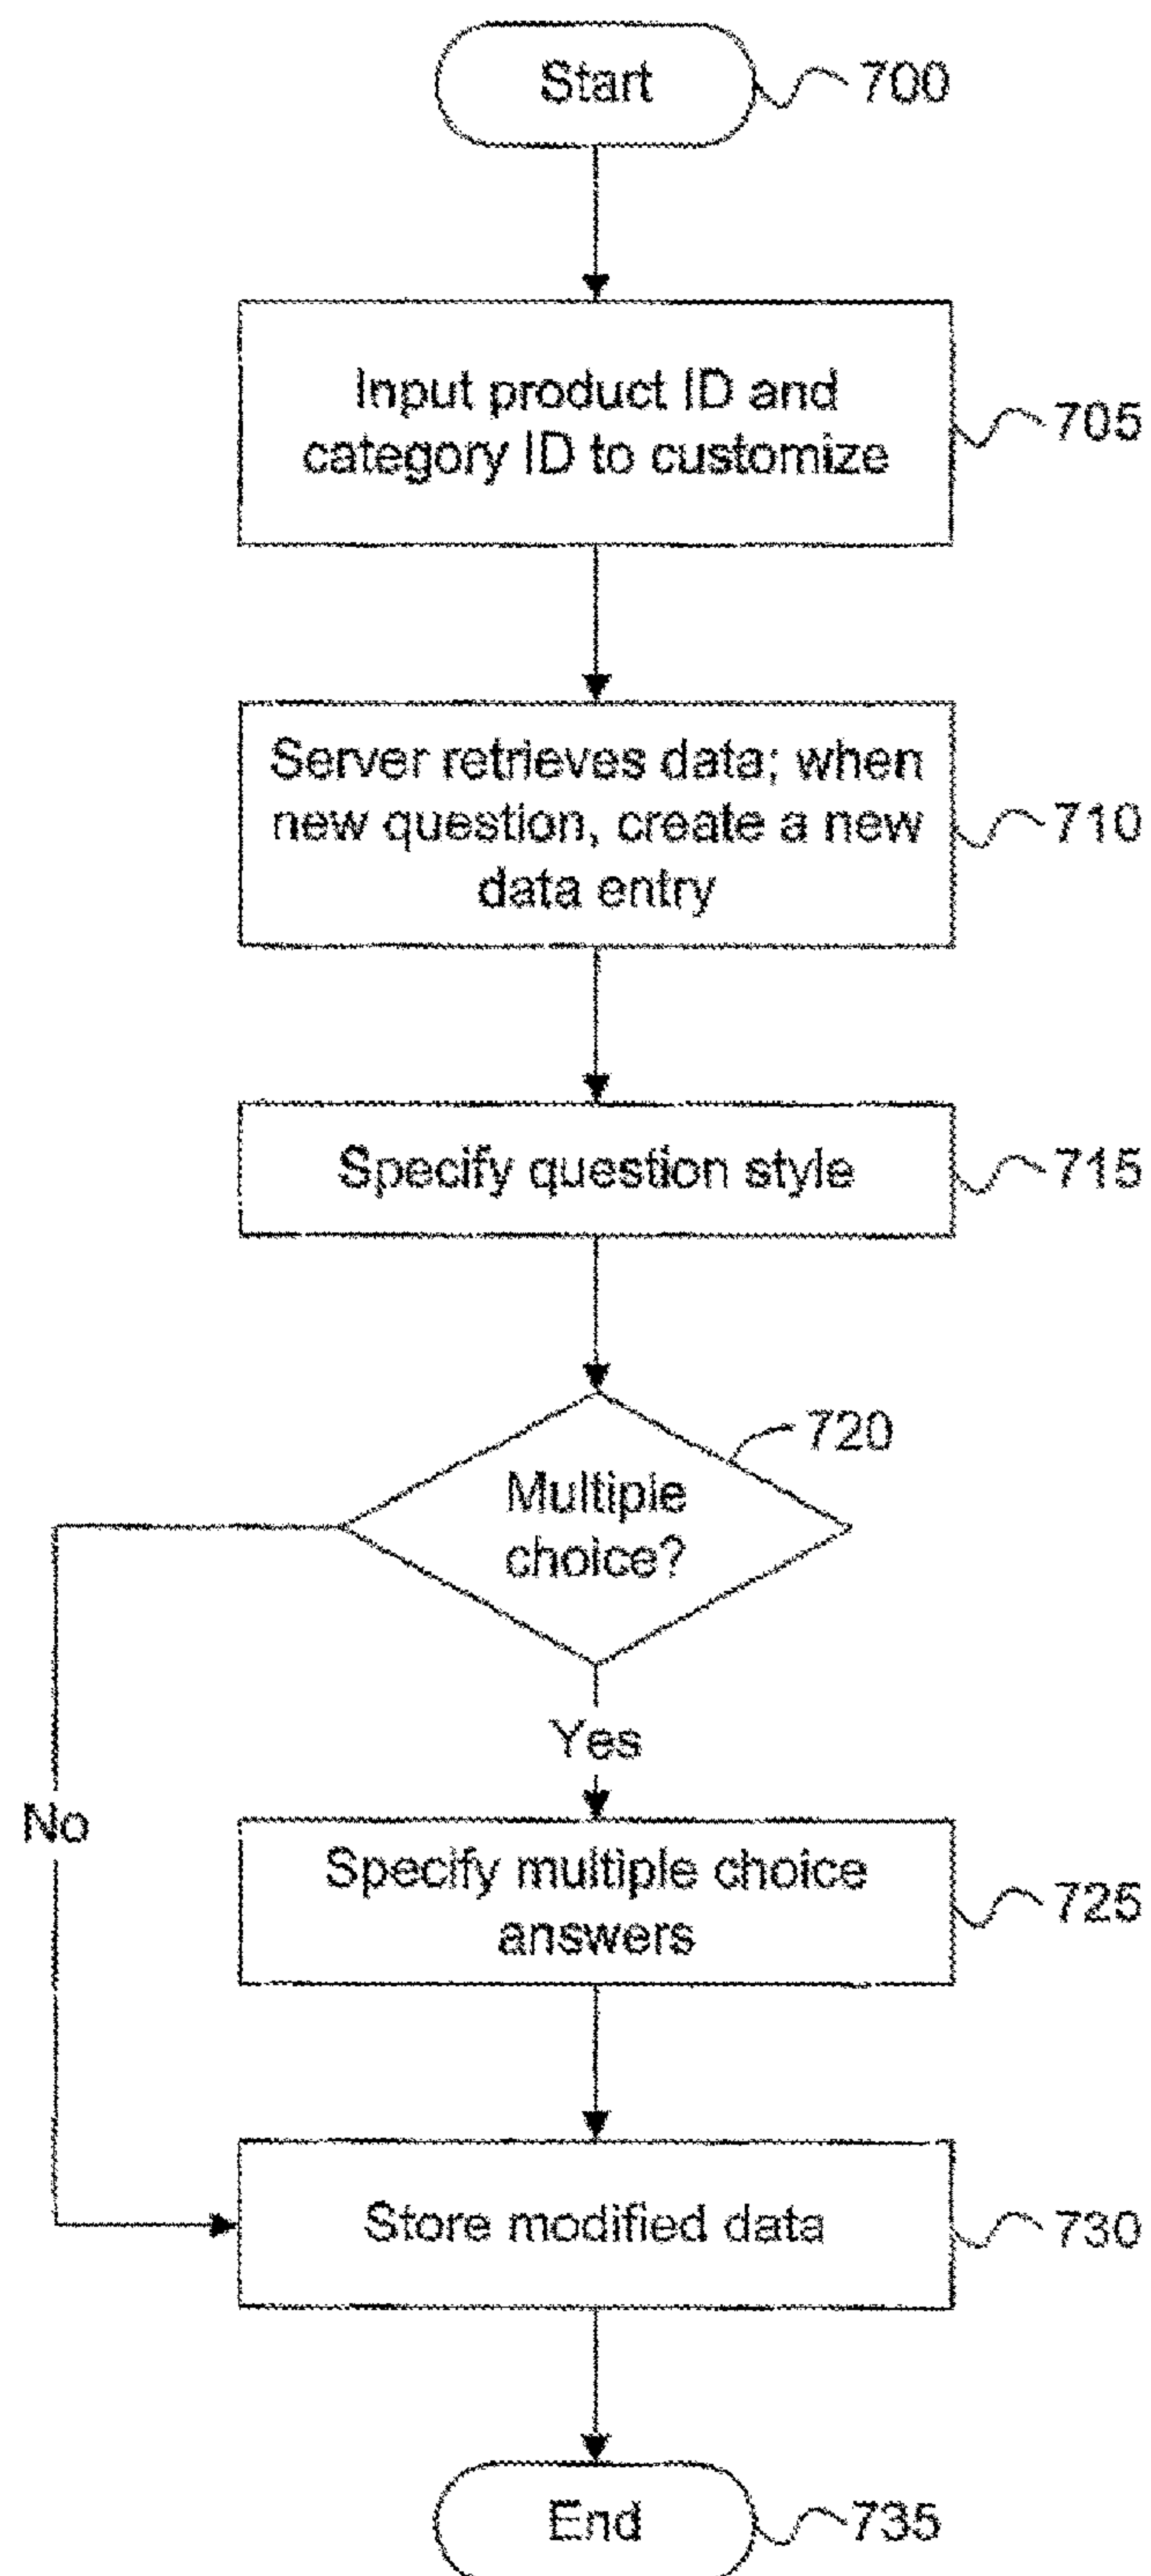 Start
700
Input product ID and
category ID to customize
705
Server retrieves data; when
new question, create a new
data entry
710
Specify question style
715
720
Multiple
choice?
Yes
No
Specify multiple choice
answers
725
Store modified data
730
End
735